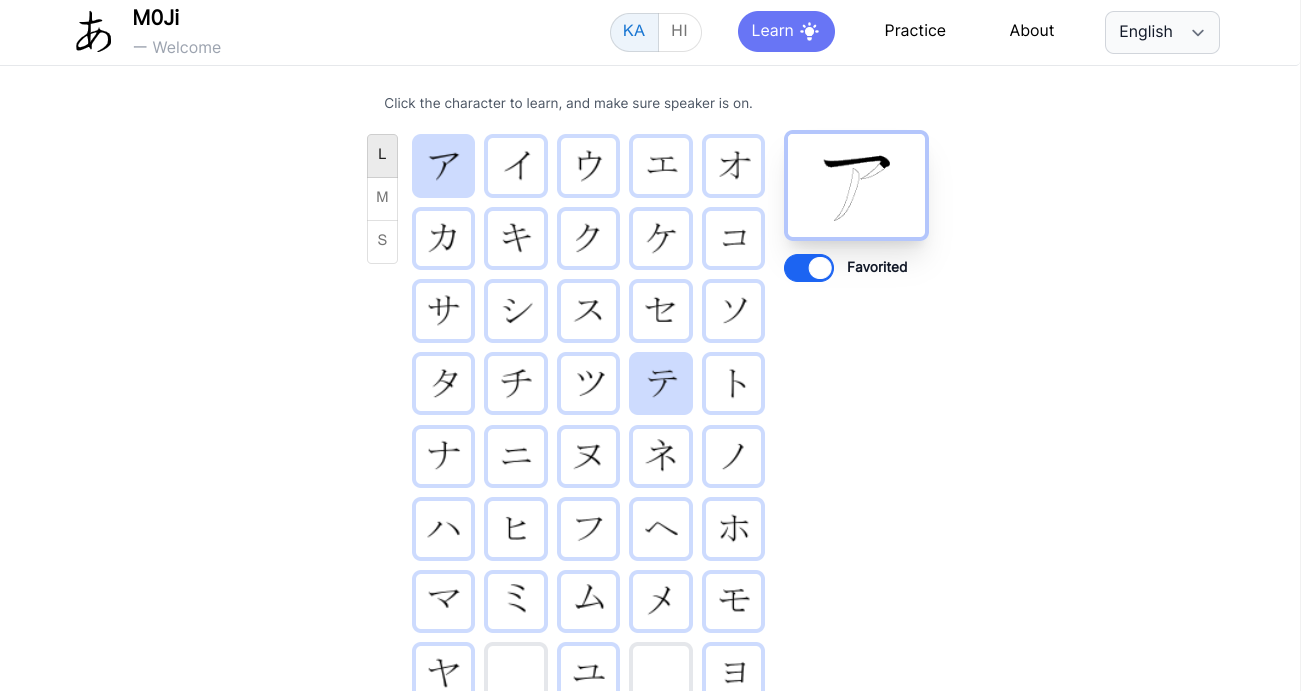 あ M0Ji
— Welcome
KA HI Learn Practice About English
Click the character to learn, and make sure speaker is on.
L
M
S
ア イ ウ エ オ
カ キ ク ケ コ
サ シ ス セ ソ
タ チ ツ テ ト
ナ ニ ヌ ネ ノ
ハ ヒ フ ヘ ホ
マ ミ ム メ モ
ヤ ユ ヨ
ア
Favorited